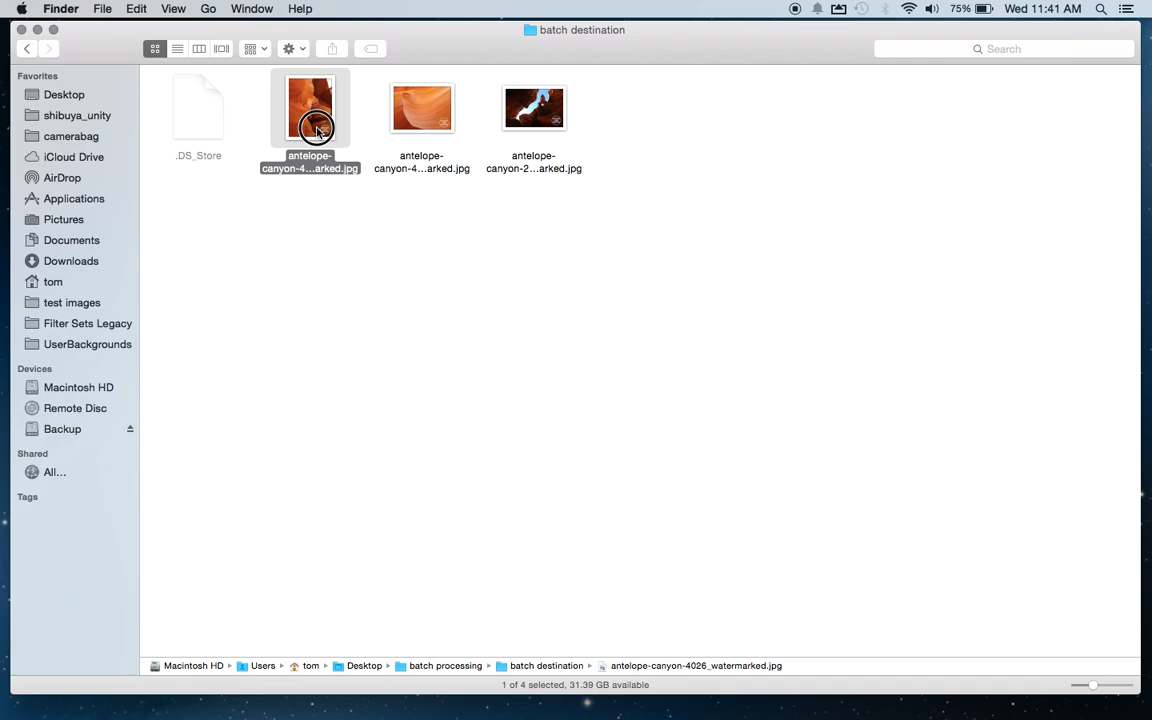 Finder File Edit View Go Window Help 75% Wed 11:41 AM
batch destination
Search
Favorites
Desktop
shibuya_unity
camerabag
iCloud Drive
AirDrop
Applications
Pictures
Documents
Downloads
tom
test images
Filter Sets Legacy
UserBackgrounds
Devices
Macintosh HD
Remote Disc
Backup
Shared
All...
Tags
.DS_Store
antelope-
canyon-4...arked.jpg
antelope-
canyon-4...arked.jpg
antelope-
canyon-2...arked.jpg
Macintosh HD Users tom Desktop batch processing batch destination antelope-canyon-4026_watermarked.jpg
1 of 4 selected, 31.39 GB available